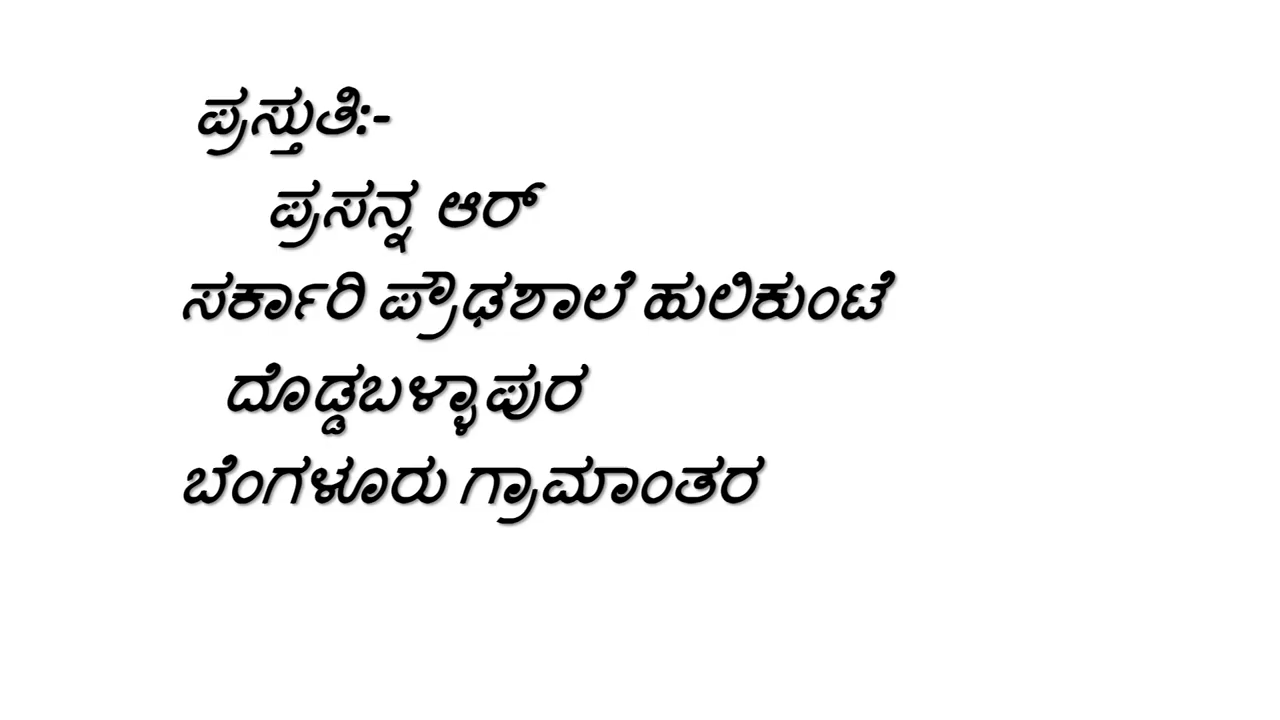 ಪ್ರಸ್ತುತಿ:-
ಪ್ರಸನ್ನ ಆರ್
ಸರ್ಕಾರಿ ಪ್ರೌಢಶಾಲೆ ಹುಲಿಕುಂಟೆ
ದೊಡ್ಡಬಳ್ಳಾಪುರ
ಬೆಂಗಳೂರು ಗ್ರಾಮಾಂತರ